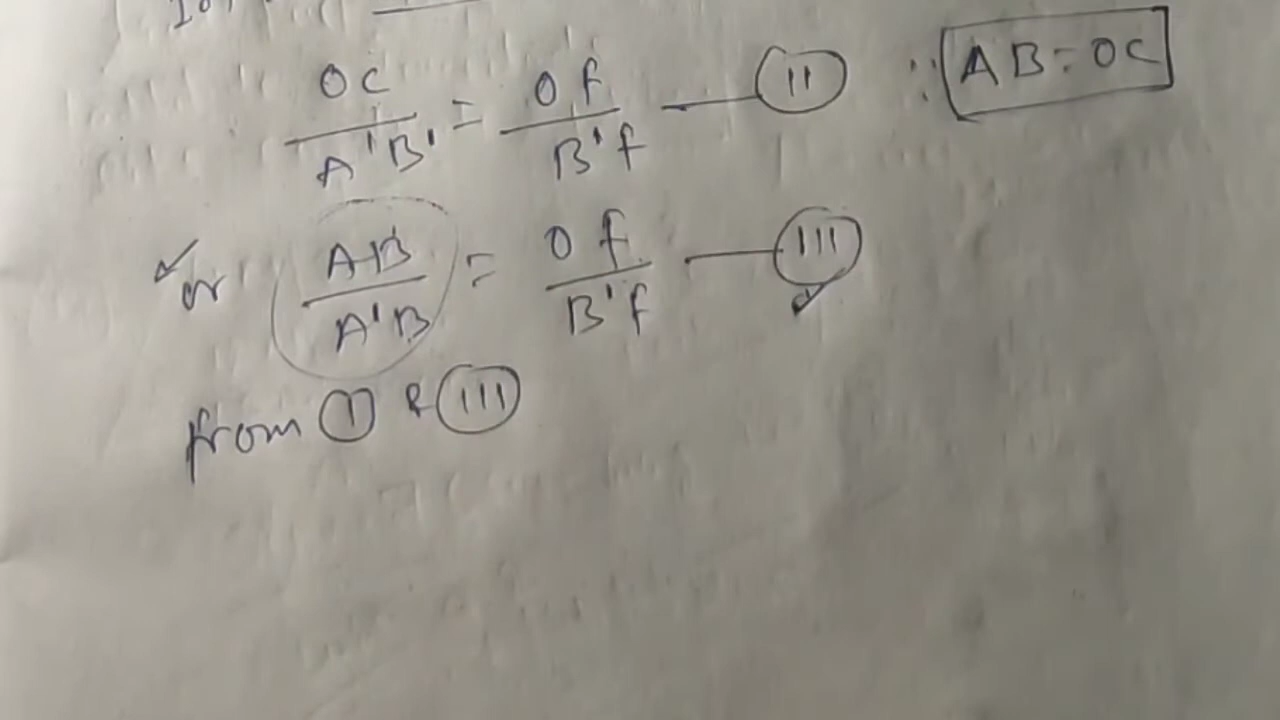 OC / A'B' = Of / B'f — II ∵ AB = OC
✓ or AB / A'B = Of / B'f — III
from I & III